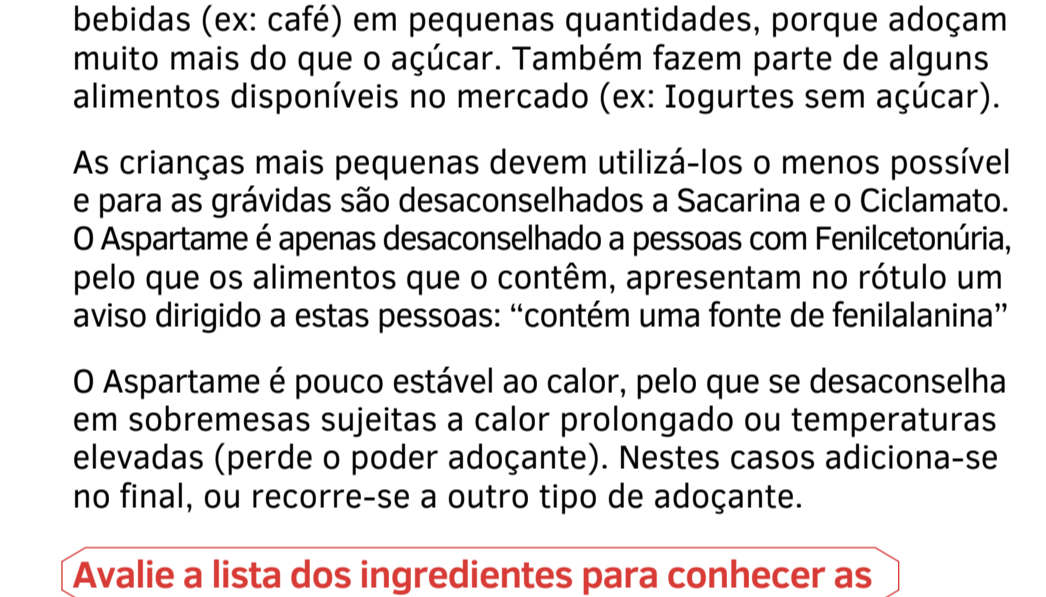 bebidas (ex: café) em pequenas quantidades, porque adoçam
muito mais do que o açúcar. Também fazem parte de alguns
alimentos disponíveis no mercado (ex: Iogurtes sem açúcar).
As crianças mais pequenas devem utilizá-los o menos possível
e para as grávidas são desaconselhados a Sacarina e o Ciclamato.
O Aspartame é apenas desaconselhado a pessoas com Fenilcetonúria,
pelo que os alimentos que o contêm, apresentam no rótulo um
aviso dirigido a estas pessoas: “contém uma fonte de fenilalanina”
O Aspartame é pouco estável ao calor, pelo que se desaconselha
em sobremesas sujeitas a calor prolongado ou temperaturas
elevadas (perde o poder adoçante). Nestes casos adiciona-se
no final, ou recorre-se a outro tipo de adoçante.
Avalie a lista dos ingredientes para conhecer as